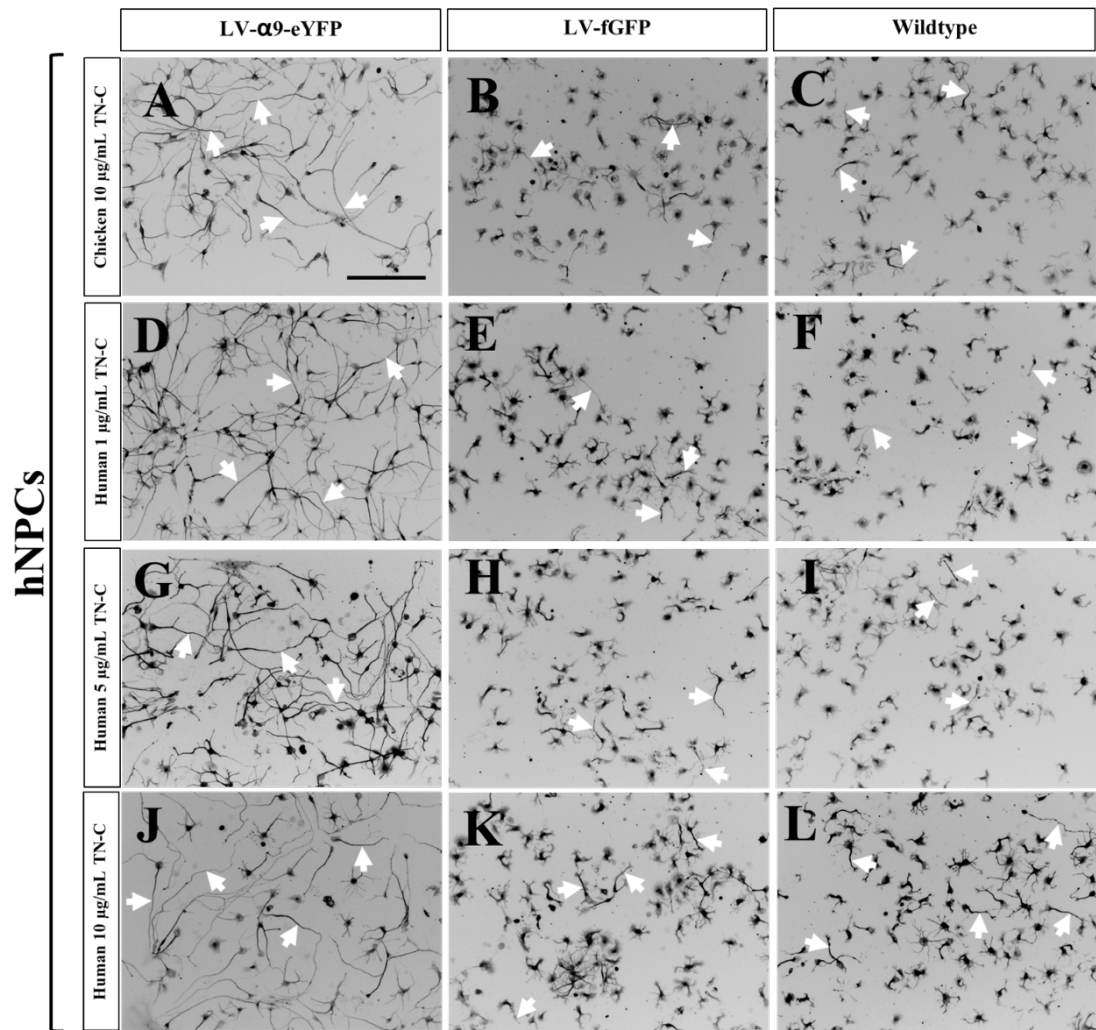 LV-α9-eYFP
LV-fGFP
Wildtype
hNPCs
Chicken 10 µg/mL TN-C
A
B
C
Human 1 µg/mL TN-C
D
E
F
Human 5 µg/mL TN-C
G
H
I
Human 10 µg/mL TN-C
J
K
L